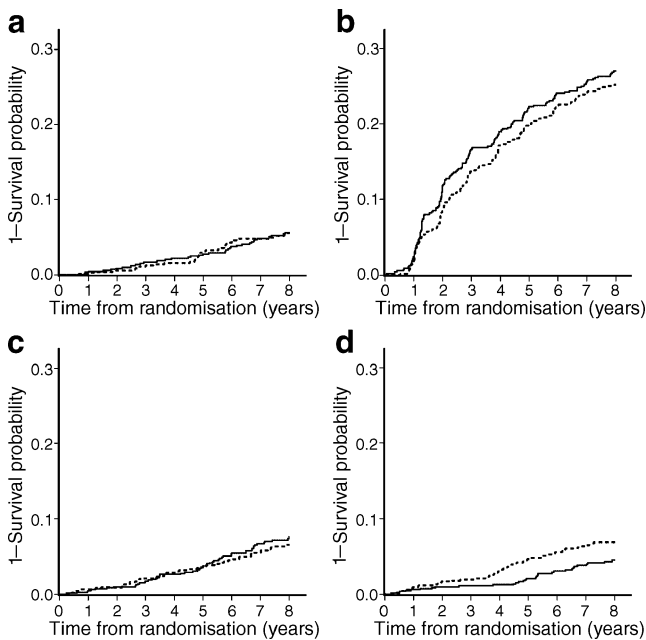 a
b
0.3
0.2
0.1
0.0
1–Survival probability
0 1 2 3 4 5 6 7 8
Time from randomisation (years)
0.3
0.2
0.1
0.0
1–Survival probability
0 1 2 3 4 5 6 7 8
Time from randomisation (years)
c
d
0.3
0.2
0.1
0.0
1–Survival probability
0 1 2 3 4 5 6 7 8
Time from randomisation (years)
0.3
0.2
0.1
0.0
1–Survival probability
0 1 2 3 4 5 6 7 8
Time from randomisation (years)